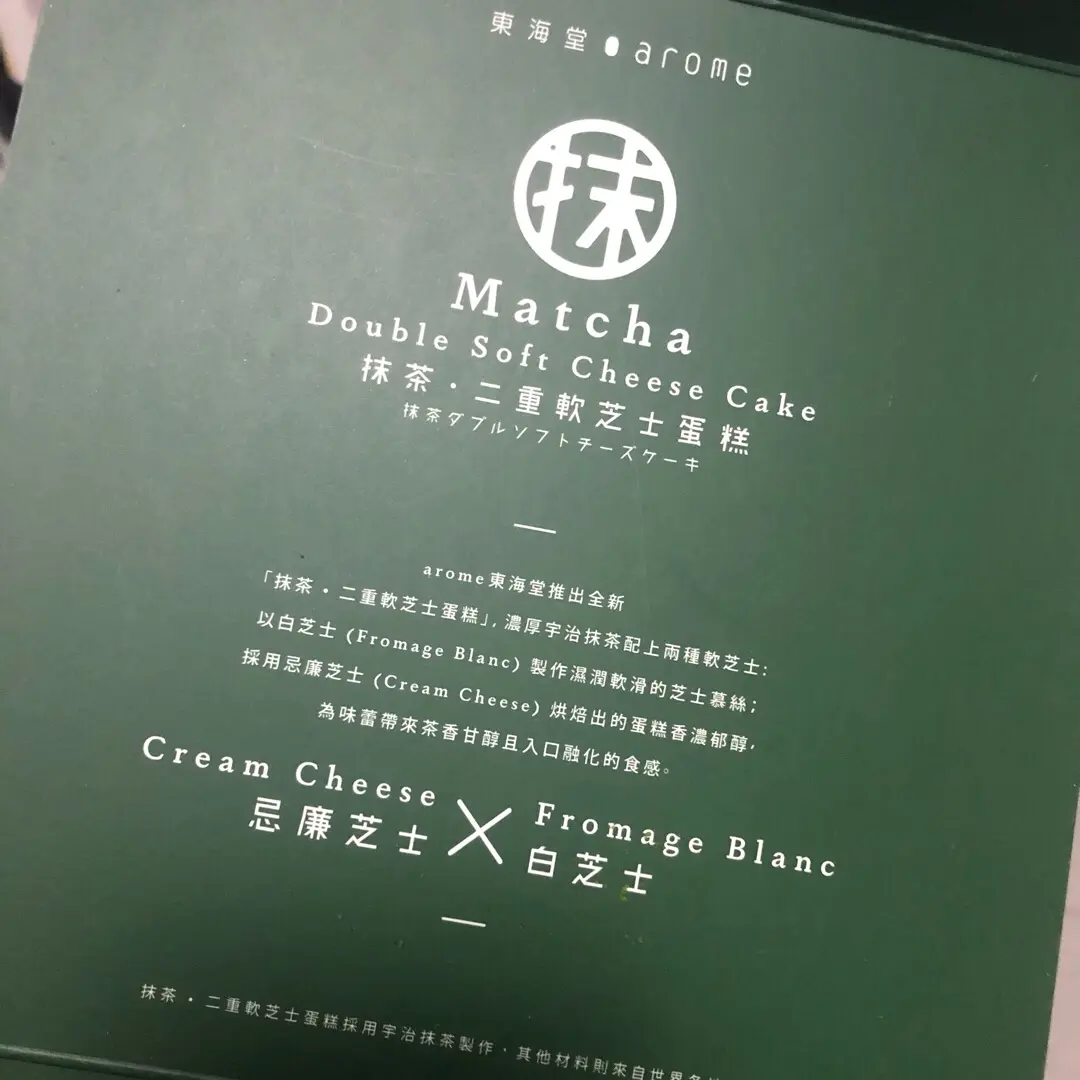 東海堂 arome
抹
Matcha
Double Soft Cheese Cake
抹茶・二重軟芝士蛋糕
抹茶ダブルソフトチーズケーキ
arome東海堂推出全新
「抹茶・二重軟芝士蛋糕」，濃厚宇治抹茶配上兩種軟芝士：
以白芝士 (Fromage Blanc) 製作濕潤軟滑的芝士慕絲；
採用忌廉芝士 (Cream Cheese) 烘焙出的蛋糕香濃郁醇，
為味蕾帶來茶香甘醇且入口融化的食感。
Cream Cheese × Fromage Blanc
忌廉芝士 白芝士
抹茶・二重軟芝士蛋糕採用宇治抹茶製作，其他材料則來自世界各